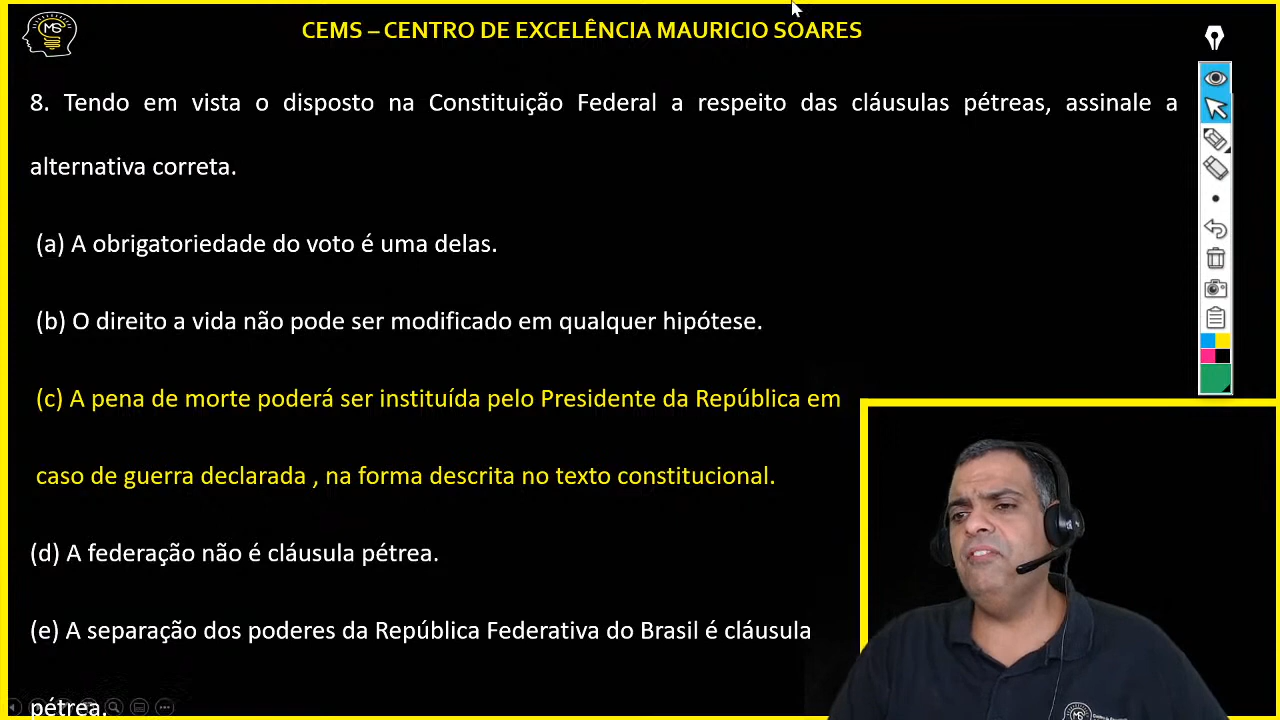 CEMS – CENTRO DE EXCELÊNCIA MAURICIO SOARES
MS
8. Tendo em vista o disposto na Constituição Federal a respeito das cláusulas pétreas, assinale a
alternativa correta.
(a) A obrigatoriedade do voto é uma delas.
(b) O direito a vida não pode ser modificado em qualquer hipótese.
(c) A pena de morte poderá ser instituída pelo Presidente da República em
caso de guerra declarada , na forma descrita no texto constitucional.
(d) A federação não é cláusula pétrea.
(e) A separação dos poderes da República Federativa do Brasil é cláusula
pétrea.